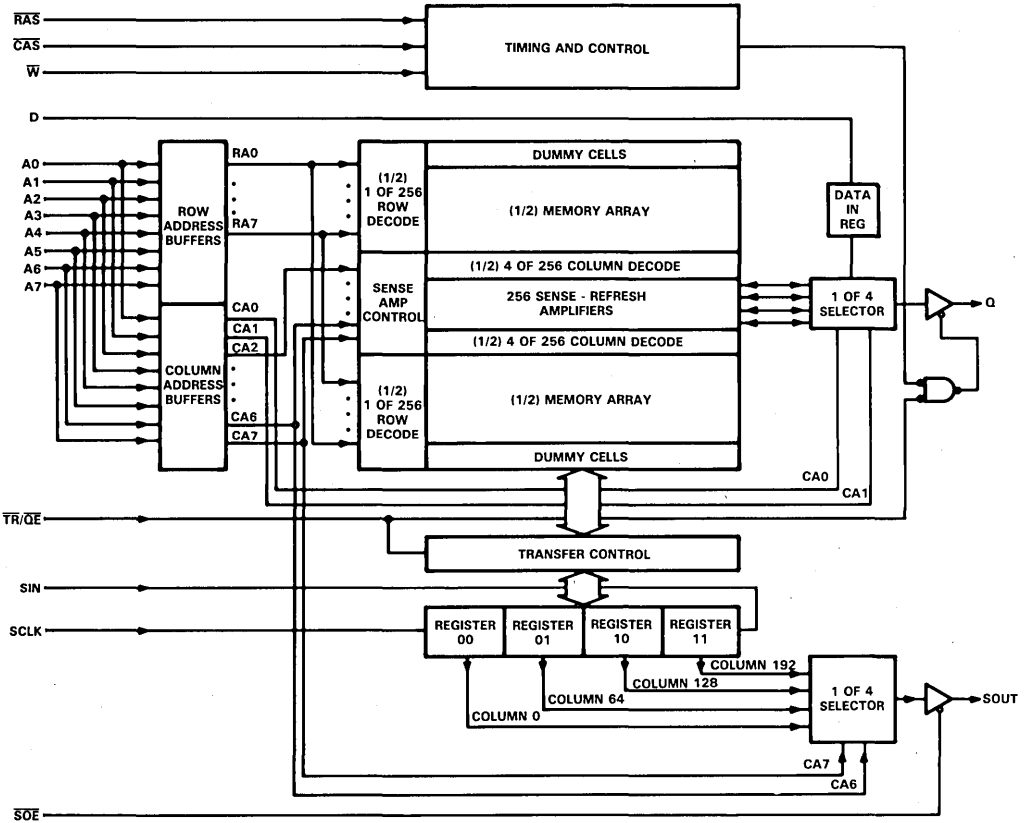 RAS
CAS
W
TIMING AND CONTROL
D
A0
A1
A2
A3
A4
A5
A6
A7
ROW
ADDRESS
BUFFERS
RA0
RA7
(1/2)
1 OF 256
ROW
DECODE
DUMMY CELLS
(1/2) MEMORY ARRAY
DATA
IN
REG
(1/2) 4 OF 256 COLUMN DECODE
SENSE
AMP
CONTROL
256 SENSE - REFRESH
AMPLIFIERS
1 OF 4
SELECTOR
Q
(1/2) 4 OF 256 COLUMN DECODE
CA0
CA1
CA2
CA6
CA7
COLUMN
ADDRESS
BUFFERS
(1/2)
1 OF 256
ROW
DECODE
(1/2) MEMORY ARRAY
DUMMY CELLS
CA0
CA1
TR/QE
TRANSFER CONTROL
SIN
SCLK
REGISTER
00
REGISTER
01
REGISTER
10
REGISTER
11
COLUMN 192
COLUMN 128
COLUMN 64
COLUMN 0
1 OF 4
SELECTOR
SOUT
CA7
CA6
SOE